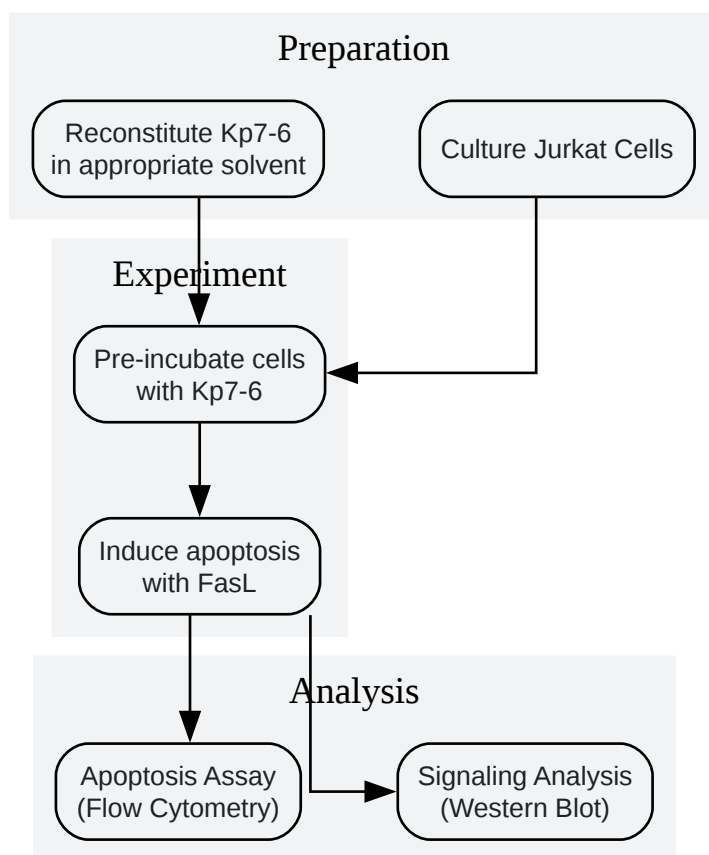 Preparation
Reconstitute Kp7-6
in appropriate solvent
Culture Jurkat Cells
Experiment
Pre-incubate cells
with Kp7-6
Induce apoptosis
with FasL
Analysis
Apoptosis Assay
(Flow Cytometry)
Signaling Analysis
(Western Blot)